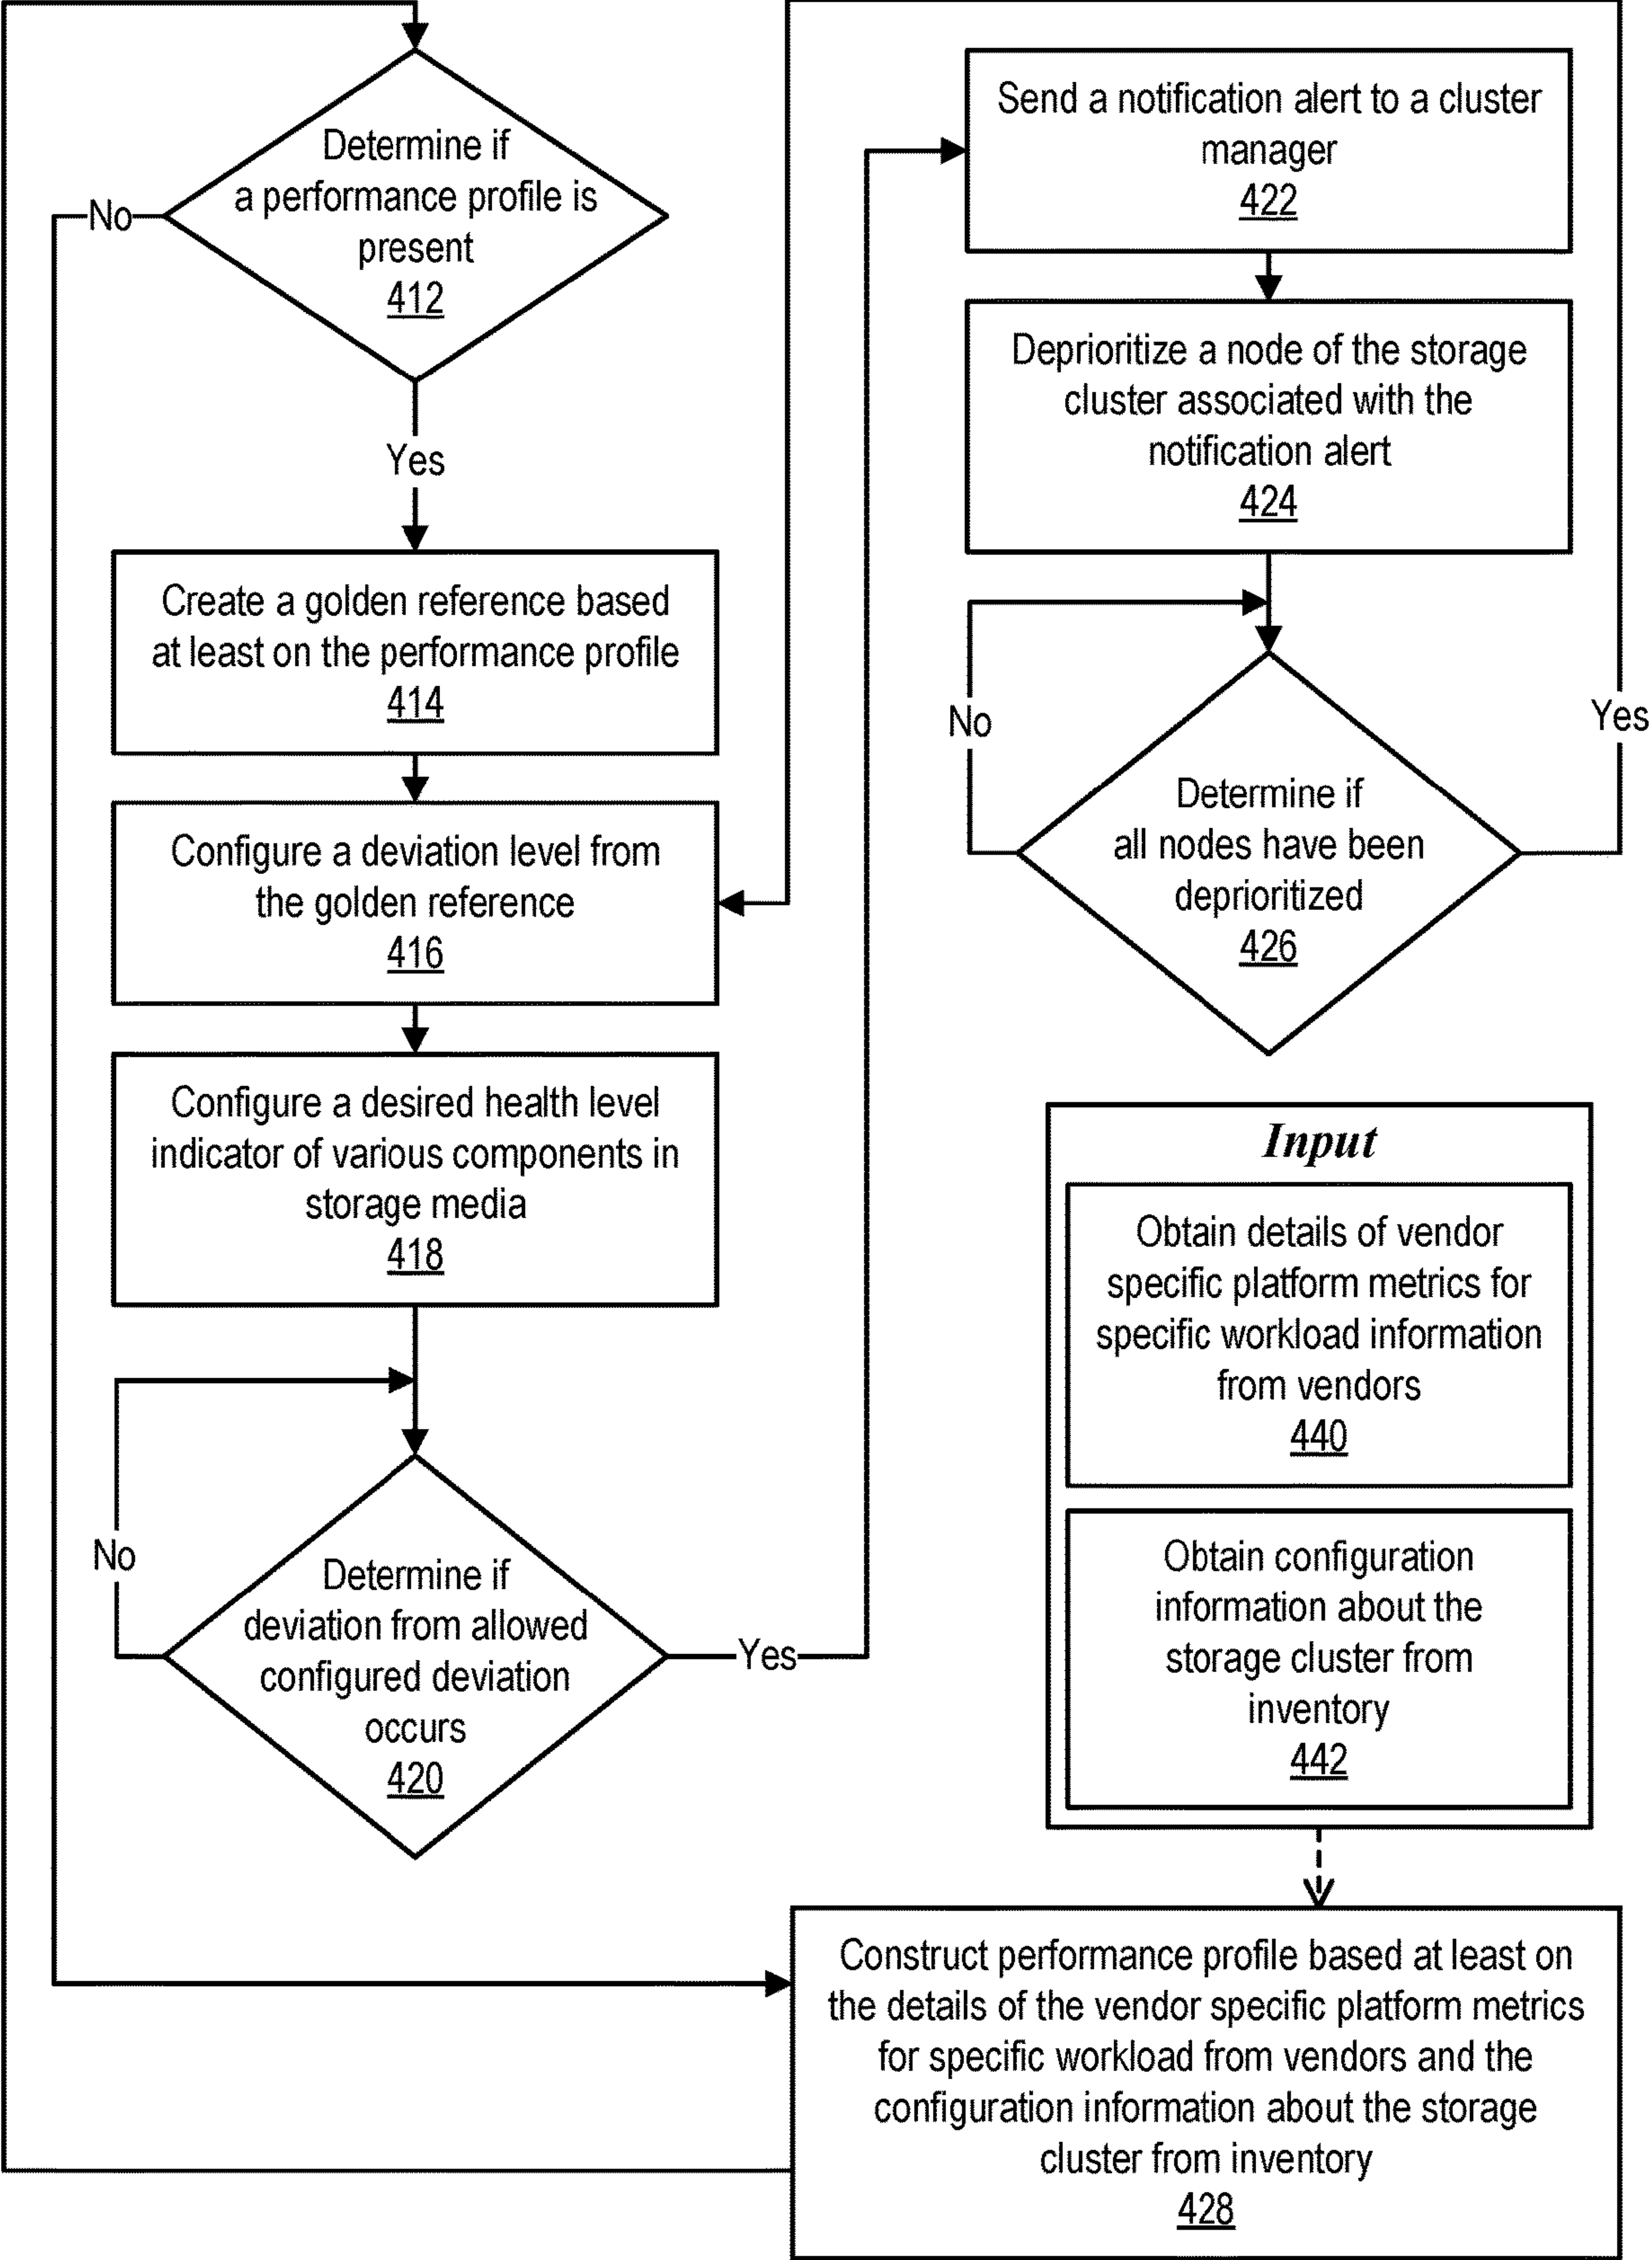 Determine if
a performance profile is
present
412
No
Yes
Create a golden reference based
at least on the performance profile
414
Configure a deviation level from
the golden reference
416
Configure a desired health level
indicator of various components in
storage media
418
No
Determine if
deviation from allowed
configured deviation
occurs
420
Yes
Send a notification alert to a cluster
manager
422
Deprioritize a node of the storage
cluster associated with the
notification alert
424
No
Yes
Determine if
all nodes have been
deprioritized
426
Input
Obtain details of vendor
specific platform metrics for
specific workload information
from vendors
440
Obtain configuration
information about the
storage cluster from
inventory
442
Construct performance profile based at least on
the details of the vendor specific platform metrics
for specific workload from vendors and the
configuration information about the storage
cluster from inventory
428